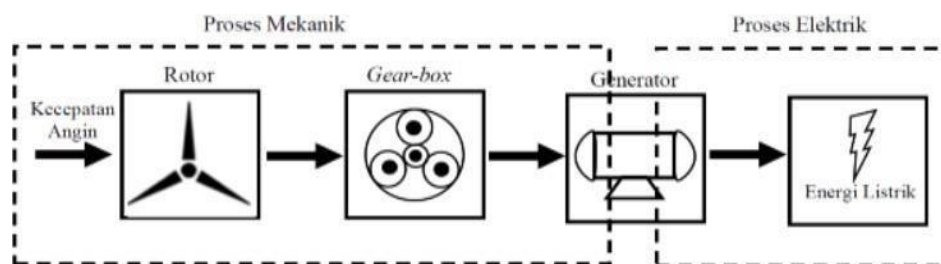 Proses Mekanik
Proses Elektrik
Rotor
Gear-box
Generator
Kecepatan
Angin
Energi Listrik